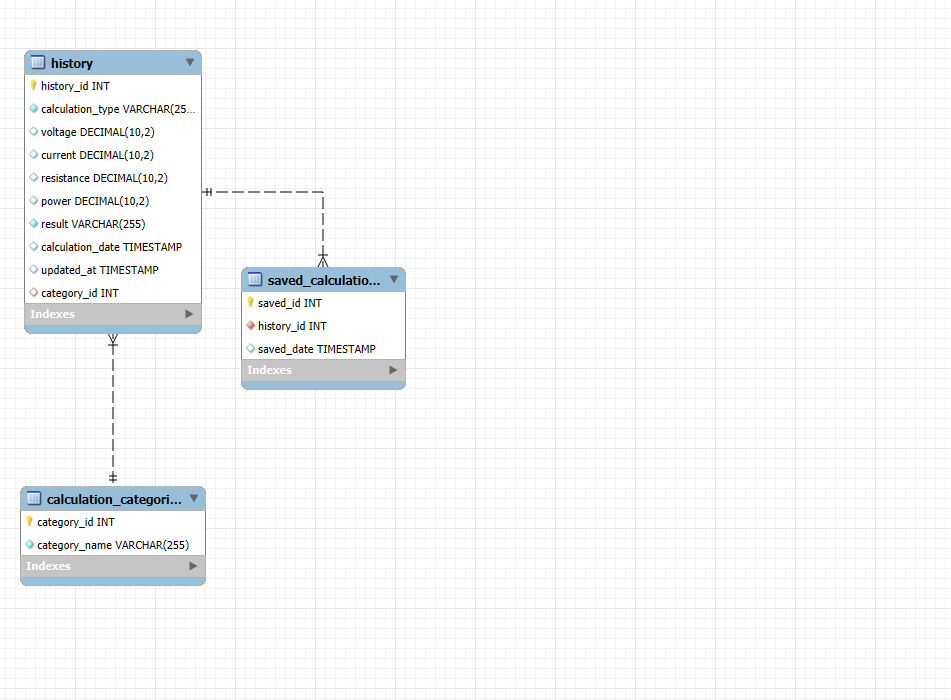 history
history_id INT
calculation_type VARCHAR(25...
voltage DECIMAL(10,2)
current DECIMAL(10,2)
resistance DECIMAL(10,2)
power DECIMAL(10,2)
result VARCHAR(255)
calculation_date TIMESTAMP
updated_at TIMESTAMP
category_id INT
Indexes
saved_calculatio...
saved_id INT
history_id INT
saved_date TIMESTAMP
Indexes
calculation_categori...
category_id INT
category_name VARCHAR(255)
Indexes